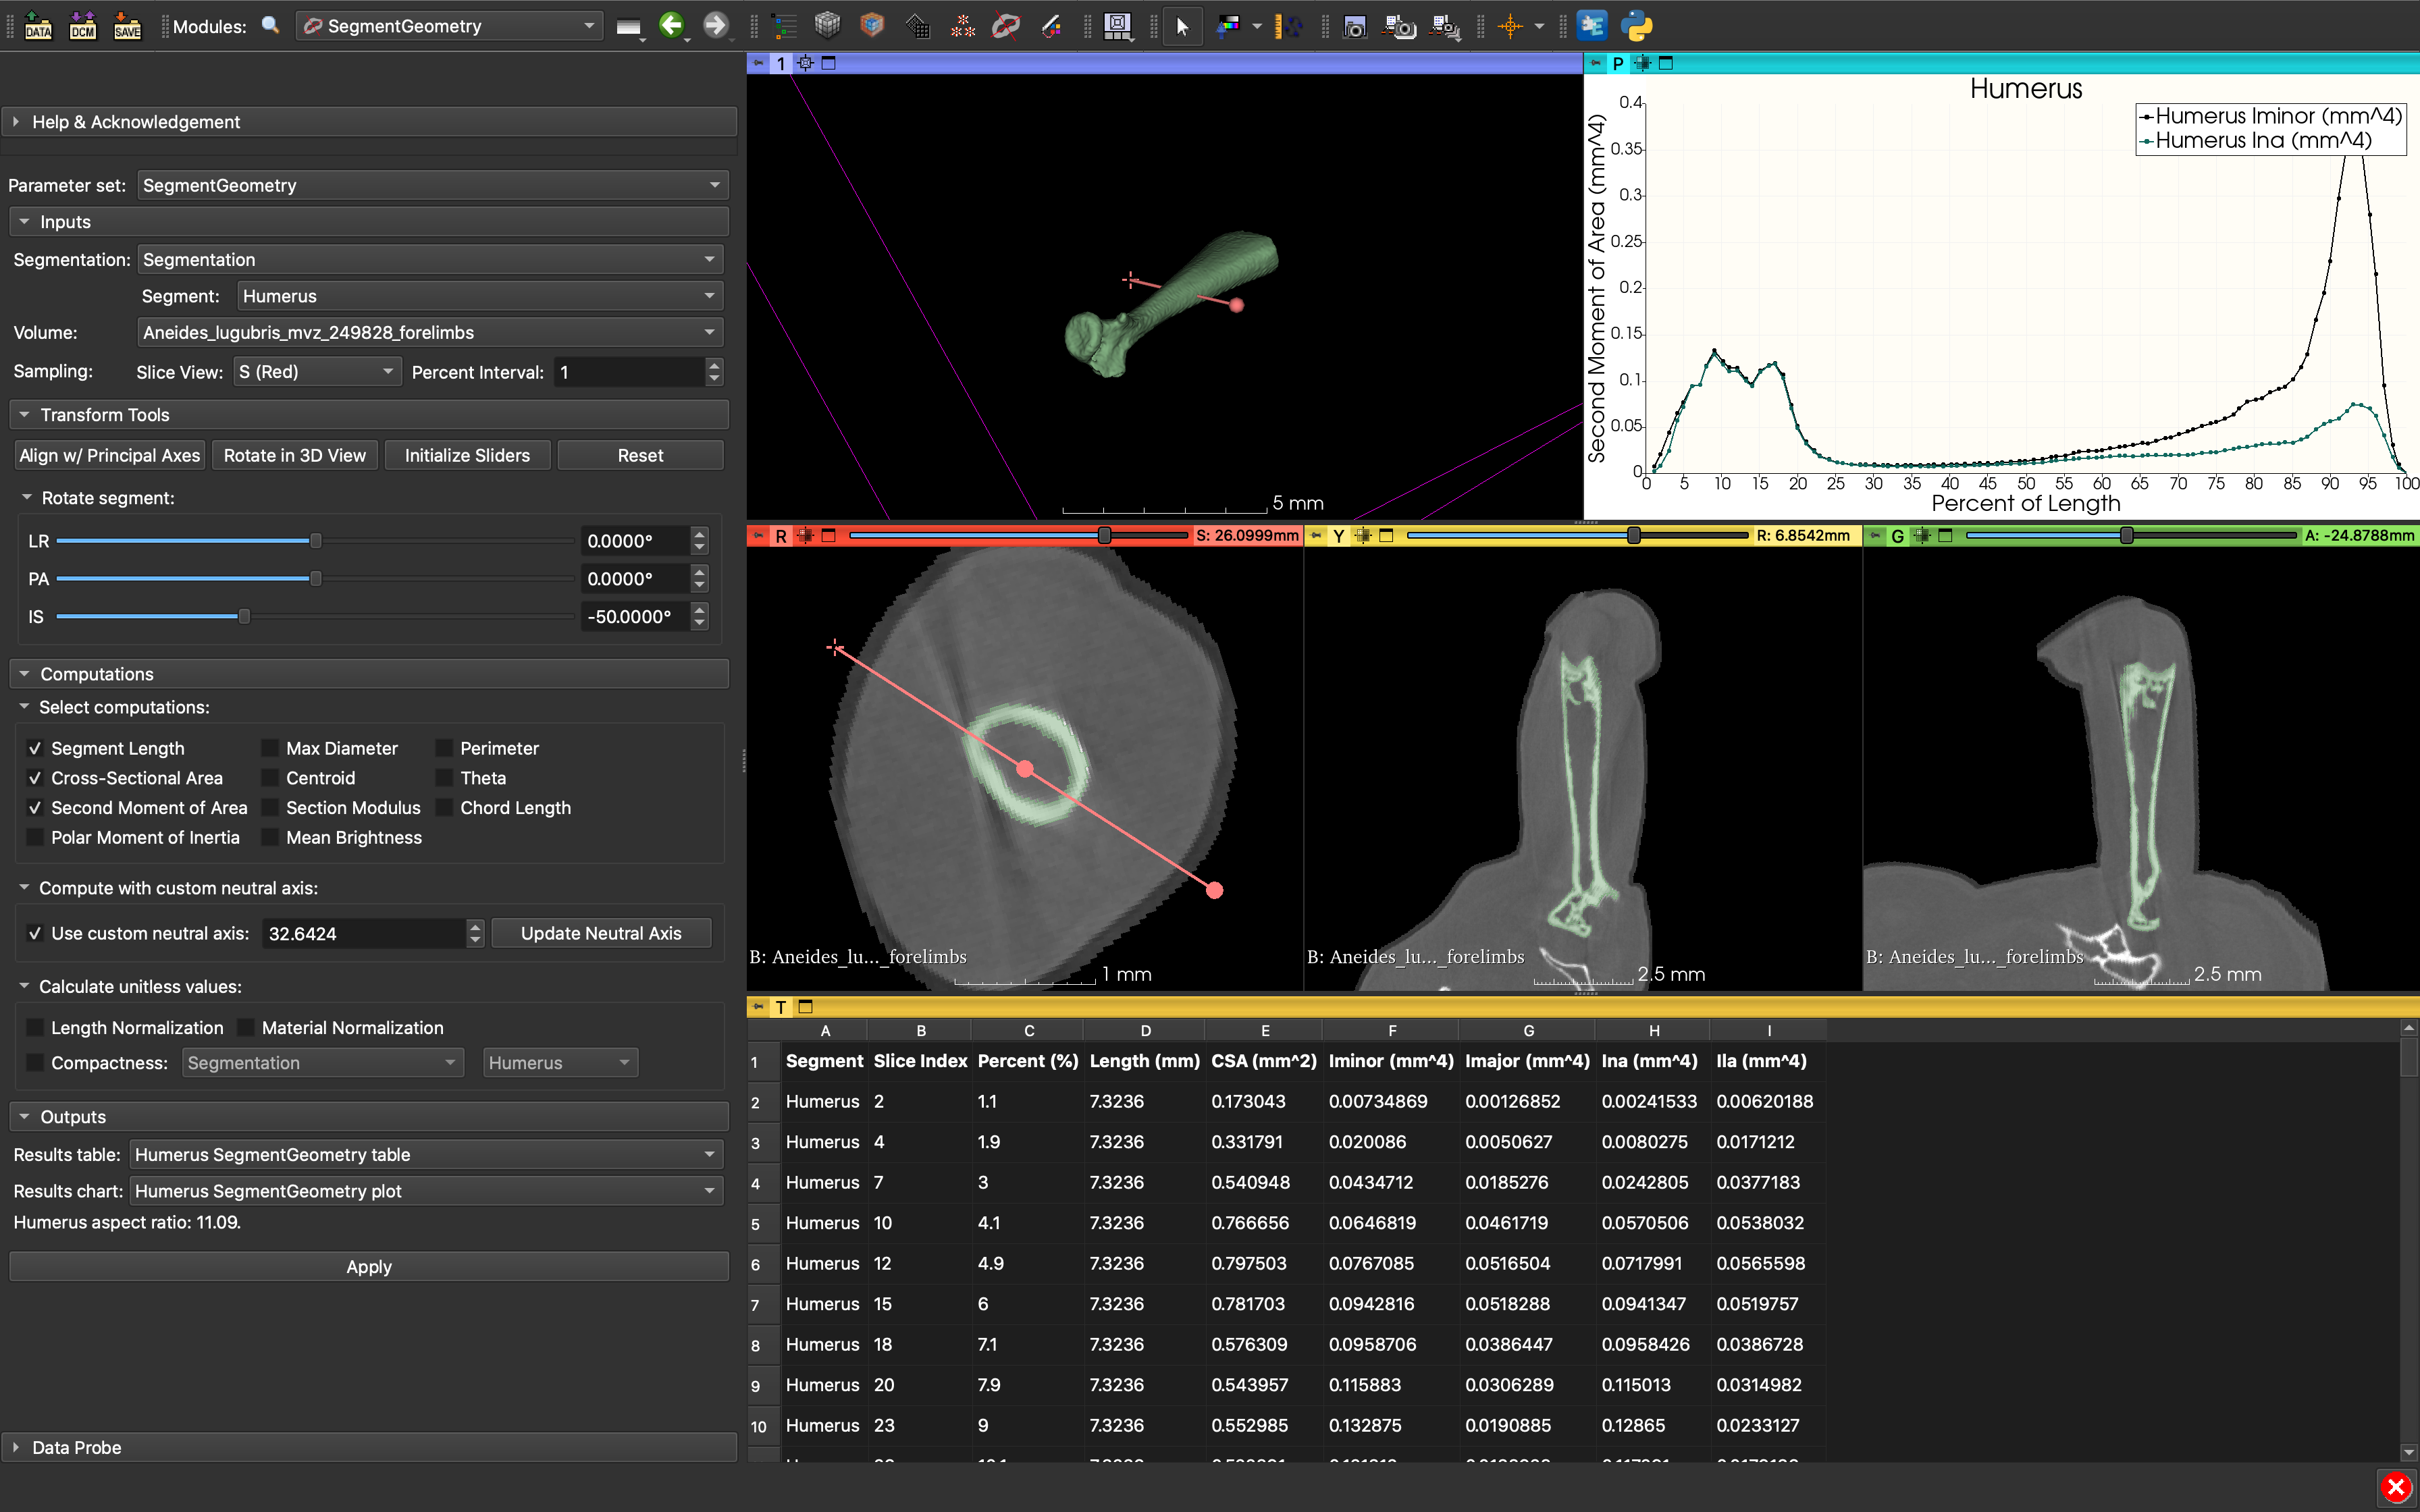 DATA DCM SAVE Modules: SegmentGeometry
Help & Acknowledgement
Parameter set: SegmentGeometry
Inputs
Segmentation: Segmentation
Segment: Humerus
Volume: Aneides_lugubris_mvz_249828_forelimbs
Sampling: Slice View: S (Red) Percent Interval: 1
Transform Tools
Align w/ Principal Axes Rotate in 3D View Initialize Sliders Reset
Rotate segment:
LR 0.0000°
PA 0.0000°
IS -50.0000°
Computations
Select computations:
Segment Length Max Diameter Perimeter
Cross-Sectional Area Centroid Theta
Second Moment of Area Section Modulus Chord Length
Polar Moment of Inertia Mean Brightness
Compute with custom neutral axis:
Use custom neutral axis: 32.6424 Update Neutral Axis
Calculate unitless values:
Length Normalization Material Normalization
Compactness: Segmentation Humerus
Outputs
Results table: Humerus SegmentGeometry table
Results chart: Humerus SegmentGeometry plot
Humerus aspect ratio: 11.09.
Apply
Data Probe
1
5 mm
P
Humerus
Humerus Iminor (mm^4)
Humerus Ina (mm^4)
Second Moment of Area (mm^4)
0.4
0.35
0.3
0.25
0.2
0.15
0.1
0.05
0
0 5 10 15 20 25 30 35 40 45 50 55 60 65 70 75 80 85 90 95 100
Percent of Length
R S: 26.0999mm
B: Aneides_lu..._forelimbs
1 mm
Y R: 6.8542mm
B: Aneides_lu..._forelimbs
2.5 mm
G A: -24.8788mm
B: Aneides_lu..._forelimbs
2.5 mm
T
A B C D E F G H I
1 Segment Slice Index Percent (%) Length (mm) CSA (mm^2) Iminor (mm^4) Imajor (mm^4) Ina (mm^4) Ila (mm^4)
2 Humerus 2 1.1 7.3236 0.173043 0.00734869 0.00126852 0.00241533 0.00620188
3 Humerus 4 1.9 7.3236 0.331791 0.020086 0.0050627 0.0080275 0.0171212
4 Humerus 7 3 7.3236 0.540948 0.0434712 0.0185276 0.0242805 0.0377183
5 Humerus 10 4.1 7.3236 0.766656 0.0646819 0.0461719 0.0570506 0.0538032
6 Humerus 12 4.9 7.3236 0.797503 0.0767085 0.0516504 0.0717991 0.0565598
7 Humerus 15 6 7.3236 0.781703 0.0942816 0.0518288 0.0941347 0.0519757
8 Humerus 18 7.1 7.3236 0.576309 0.0958706 0.0386447 0.0958426 0.0386728
9 Humerus 20 7.9 7.3236 0.543957 0.115883 0.0306289 0.115013 0.0314982
10 Humerus 23 9 7.3236 0.552985 0.132875 0.0190885 0.12865 0.0233127